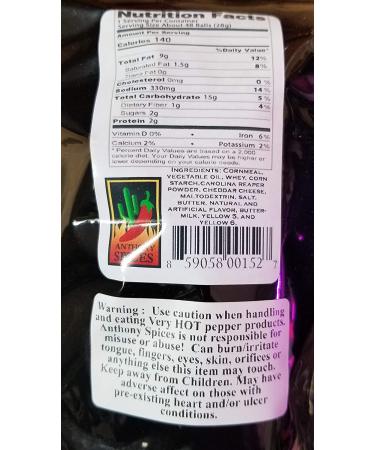 Nutrition Facts
1 Serving Per Container
Serving Size About 48 Balls (28g)
Amount Per Serving
Calories 140
%Daily Value*
Total Fat 9g 12%
Saturated Fat 1.5g 8%
Trans Fat 0g
Cholesterol 0mg 0%
Sodium 330mg 14%
Total Carbohydrate 15g 5%
Dietary Fiber 1g 4%
Sugars 2g
Protein 2g
Vitamin D 0% • Iron 6%
Calcium 2% • Potassium 2%
* Percent Daily Values are based on a 2,000
calorie diet. Your Daily Values may be higher or
lower depending on your calorie needs.
INGREDIENTS: CORNMEAL,
VEGETABLE OIL, WHEY, CORN
STARCH,CAROLINA REAPER
POWDER, CHEDDAR CHEESE,
MALTODEXTRIN, SALT,
BUTTER, NATURAL AND
ARTIFICIAL FLAVOR, BUTTER-
MILK, YELLOW 5, AND
YELLOW 6.
ANTHONY
SPICES
8 59058 00152 7
Warning : Use caution when handling
and eating Very HOT pepper products.
Anthony Spices is not responsible for
misuse or abuse! Can burn/irritate
tongue, fingers, eyes, skin, orifices or
anything else this item may touch.
Keep away from Children. May have
adverse affect on those with
pre-existing heart and/or ulcer
conditions.